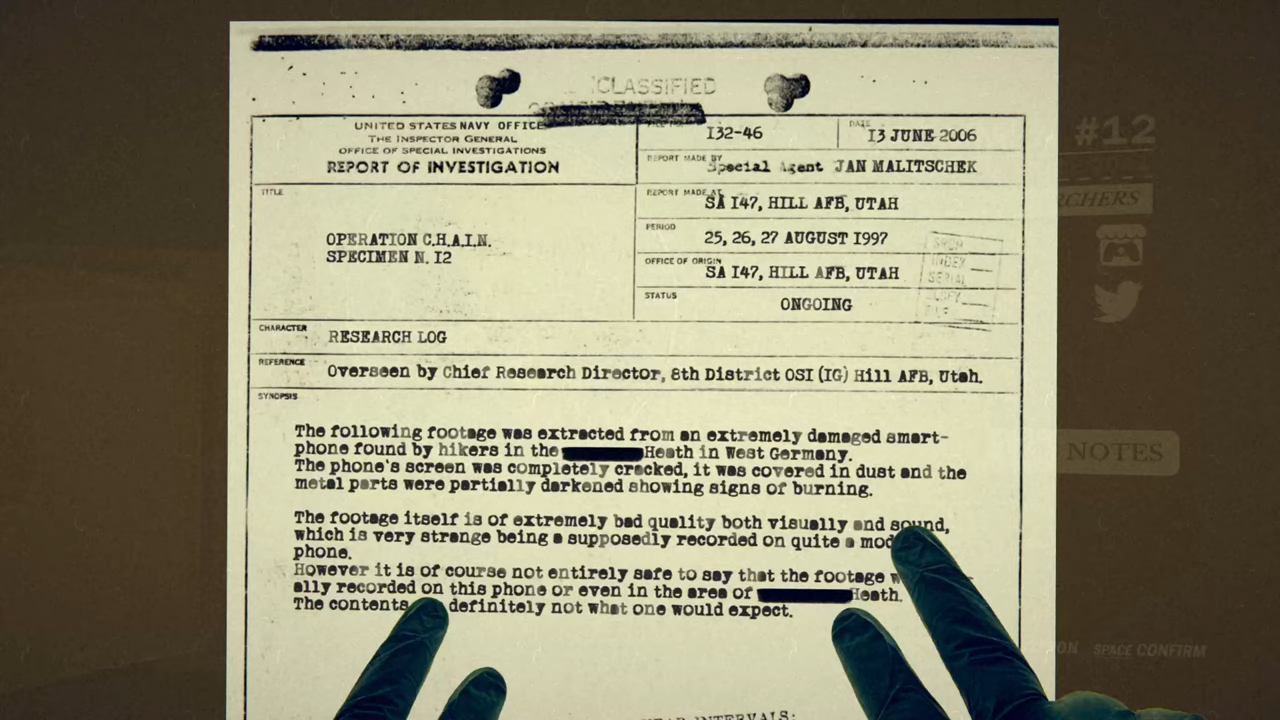 CLASSIFIED
UNITED STATES NAVY OFFICE
THE INSPECTOR GENERAL
OFFICE OF SPECIAL INVESTIGATIONS
REPORT OF INVESTIGATION
I32-46
DATE
I3 JUNE 2006
REPORT MADE BY
Special Agent JAN MALITSCHEK
TITLE
OPERATION C.H.A.I.N.
SPECIMEN N. I2
REPORT MADE AT
SA I47, HILL AFB, UTAH
PERIOD
25, 26, 27 AUGUST I997
OFFICE OF ORIGIN
SA I47, HILL AFB, UTAH
STATUS
ONGOING
INDEX
SERIAL
CHARACTER
RESEARCH LOG
REFERENCE
Overseen by Chief Research Director, 8th District OSI (IG) Hill AFB, Utah.
SYNOPSIS
The following footage was extracted from an extremely damaged smart-
phone found by hikers in the Heath in West Germany.
The phone's screen was completely cracked, it was covered in dust and the
metal parts were partially darkened showing signs of burning.
The footage itself is of extremely bad quality both visually and sound,
which is very strange being a supposedly recorded on quite a
phone.
However it is of course not entirely safe to say that the footage
ally recorded on this phone or even in the area of Heath.
The contents definitely not what one would expect.
INTERVALS:
#12
NOTES
SPACE CONFIRM